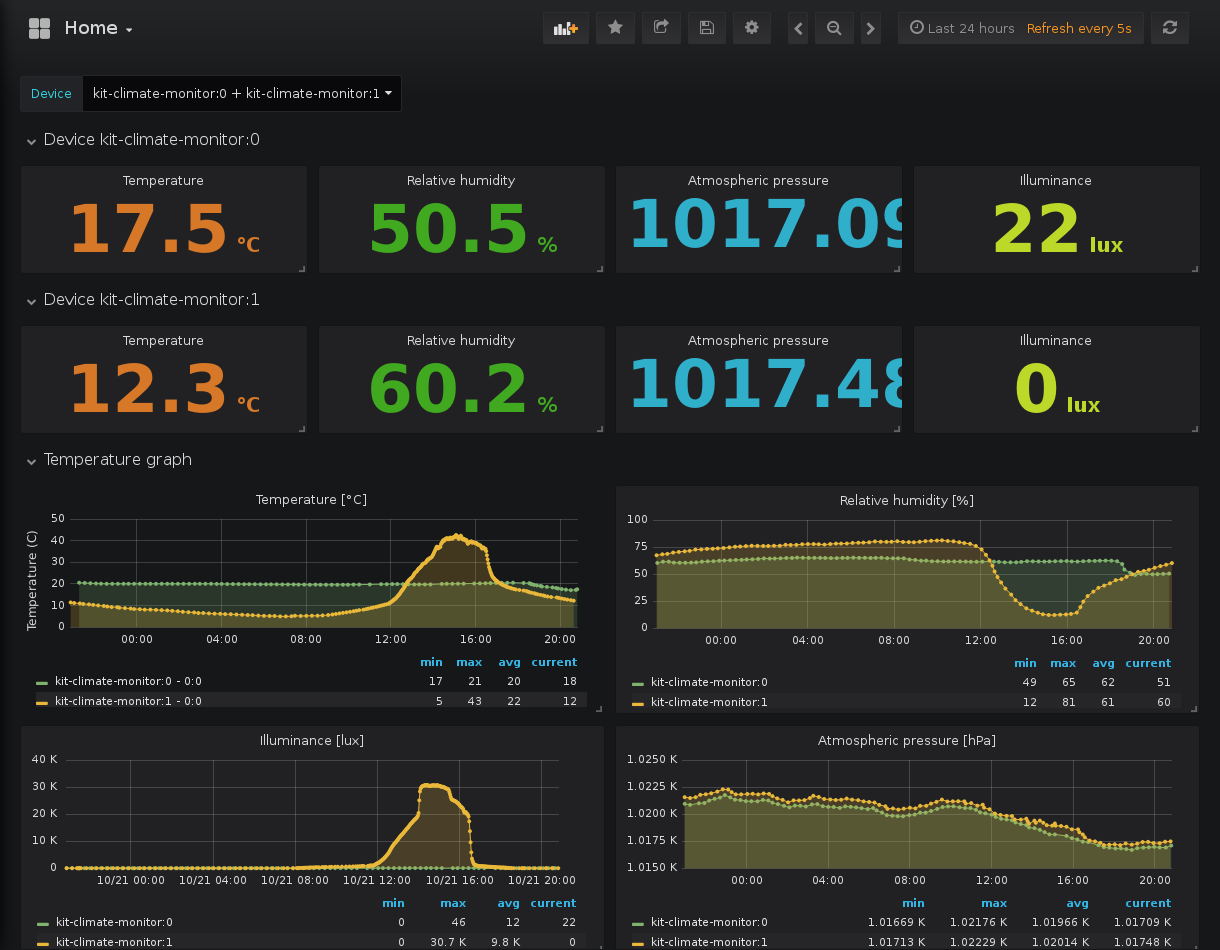 Home
Last 24 hours Refresh every 5s
Device kit-climate-monitor:0 + kit-climate-monitor:1
Device kit-climate-monitor:0
Temperature Relative humidity Atmospheric pressure Illuminance
17.5 °C 50.5 % 1017.09 22 lux
Device kit-climate-monitor:1
Temperature Relative humidity Atmospheric pressure Illuminance
12.3 °C 60.2 % 1017.48 0 lux
Temperature graph
Temperature [°C]
Temperature (C)
50
40
30
20
10
0
00:00 04:00 08:00 12:00 16:00 20:00
min max avg current
kit-climate-monitor:0 - 0:0 17 21 20 18
kit-climate-monitor:1 - 0:0 5 43 22 12
Relative humidity [%]
100
75
50
25
0
00:00 04:00 08:00 12:00 16:00 20:00
min max avg current
kit-climate-monitor:0 49 65 62 51
kit-climate-monitor:1 12 81 61 60
Illuminance [lux]
40 K
30 K
20 K
10 K
0
10/21 00:00 10/21 04:00 10/21 08:00 10/21 12:00 10/21 16:00 10/21 20:00
min max avg current
kit-climate-monitor:0 0 46 12 22
kit-climate-monitor:1 0 30.7 K 9.8 K 0
Atmospheric pressure [hPa]
1.0250 K
1.0225 K
1.0200 K
1.0175 K
1.0150 K
00:00 04:00 08:00 12:00 16:00 20:00
min max avg current
kit-climate-monitor:0 1.01669 K 1.02176 K 1.01966 K 1.01709 K
kit-climate-monitor:1 1.01713 K 1.02229 K 1.02014 K 1.01748 K